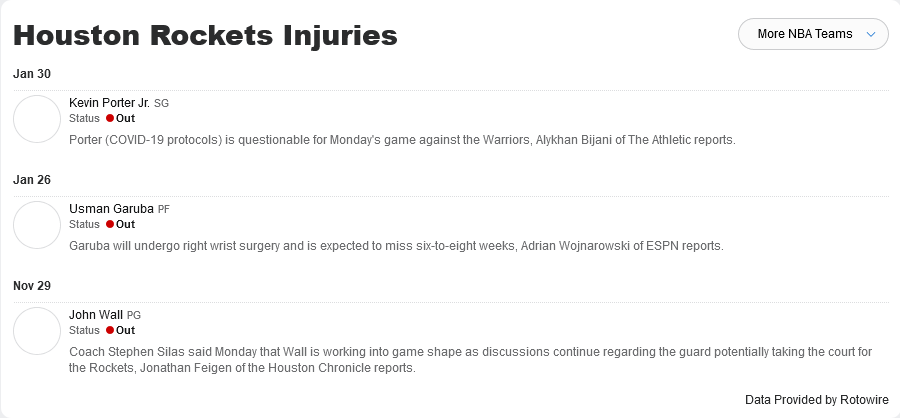 Houston Rockets Injuries
More NBA Teams
Jan 30
Kevin Porter Jr. SG
Status Out
Porter (COVID-19 protocols) is questionable for Monday's game against the Warriors, Alykhan Bijani of The Athletic reports.
Jan 26
Usman Garuba PF
Status Out
Garuba will undergo right wrist surgery and is expected to miss six-to-eight weeks, Adrian Wojnarowski of ESPN reports.
Nov 29
John Wall PG
Status Out
Coach Stephen Silas said Monday that Wall is working into game shape as discussions continue regarding the guard potentially taking the court for
the Rockets, Jonathan Feigen of the Houston Chronicle reports.
Data Provided by Rotowire